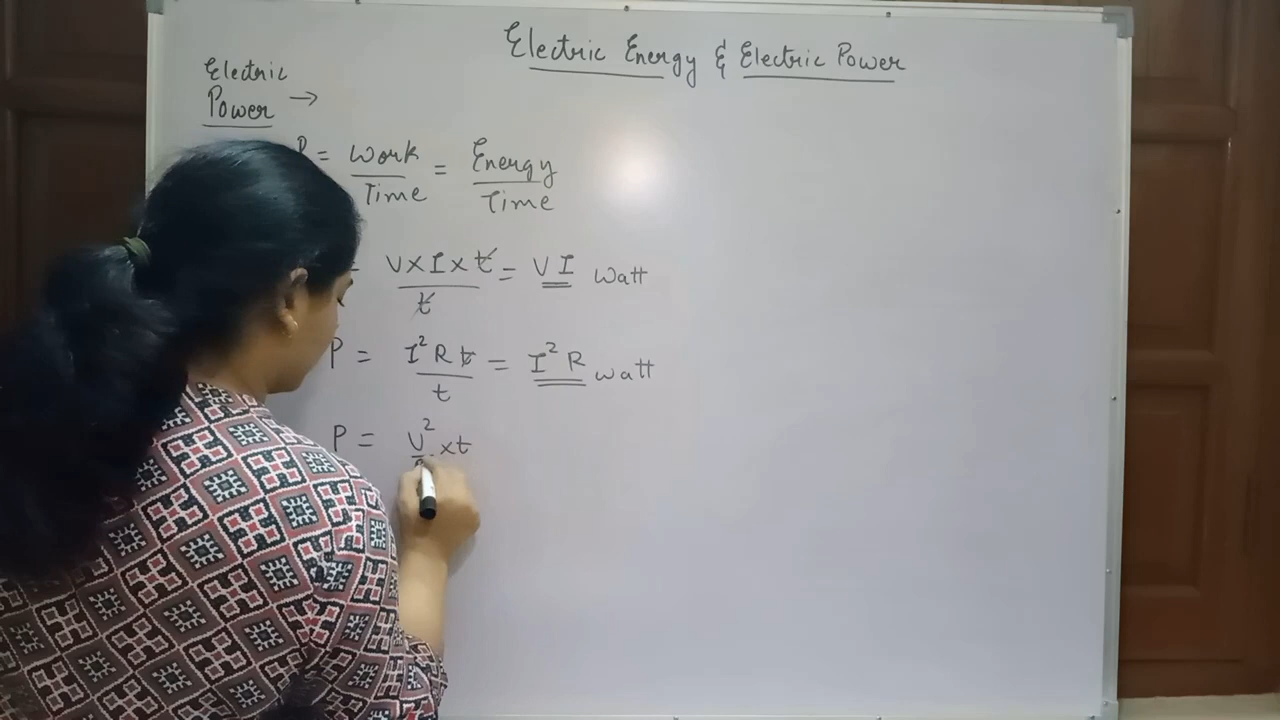 Electric Energy & Electric Power
Electric
Power →
P = Work/Time = Energy/Time
= V×I×t/t = VI Watt
P = I²Rt/t = I²R watt
P = V²/R ×t